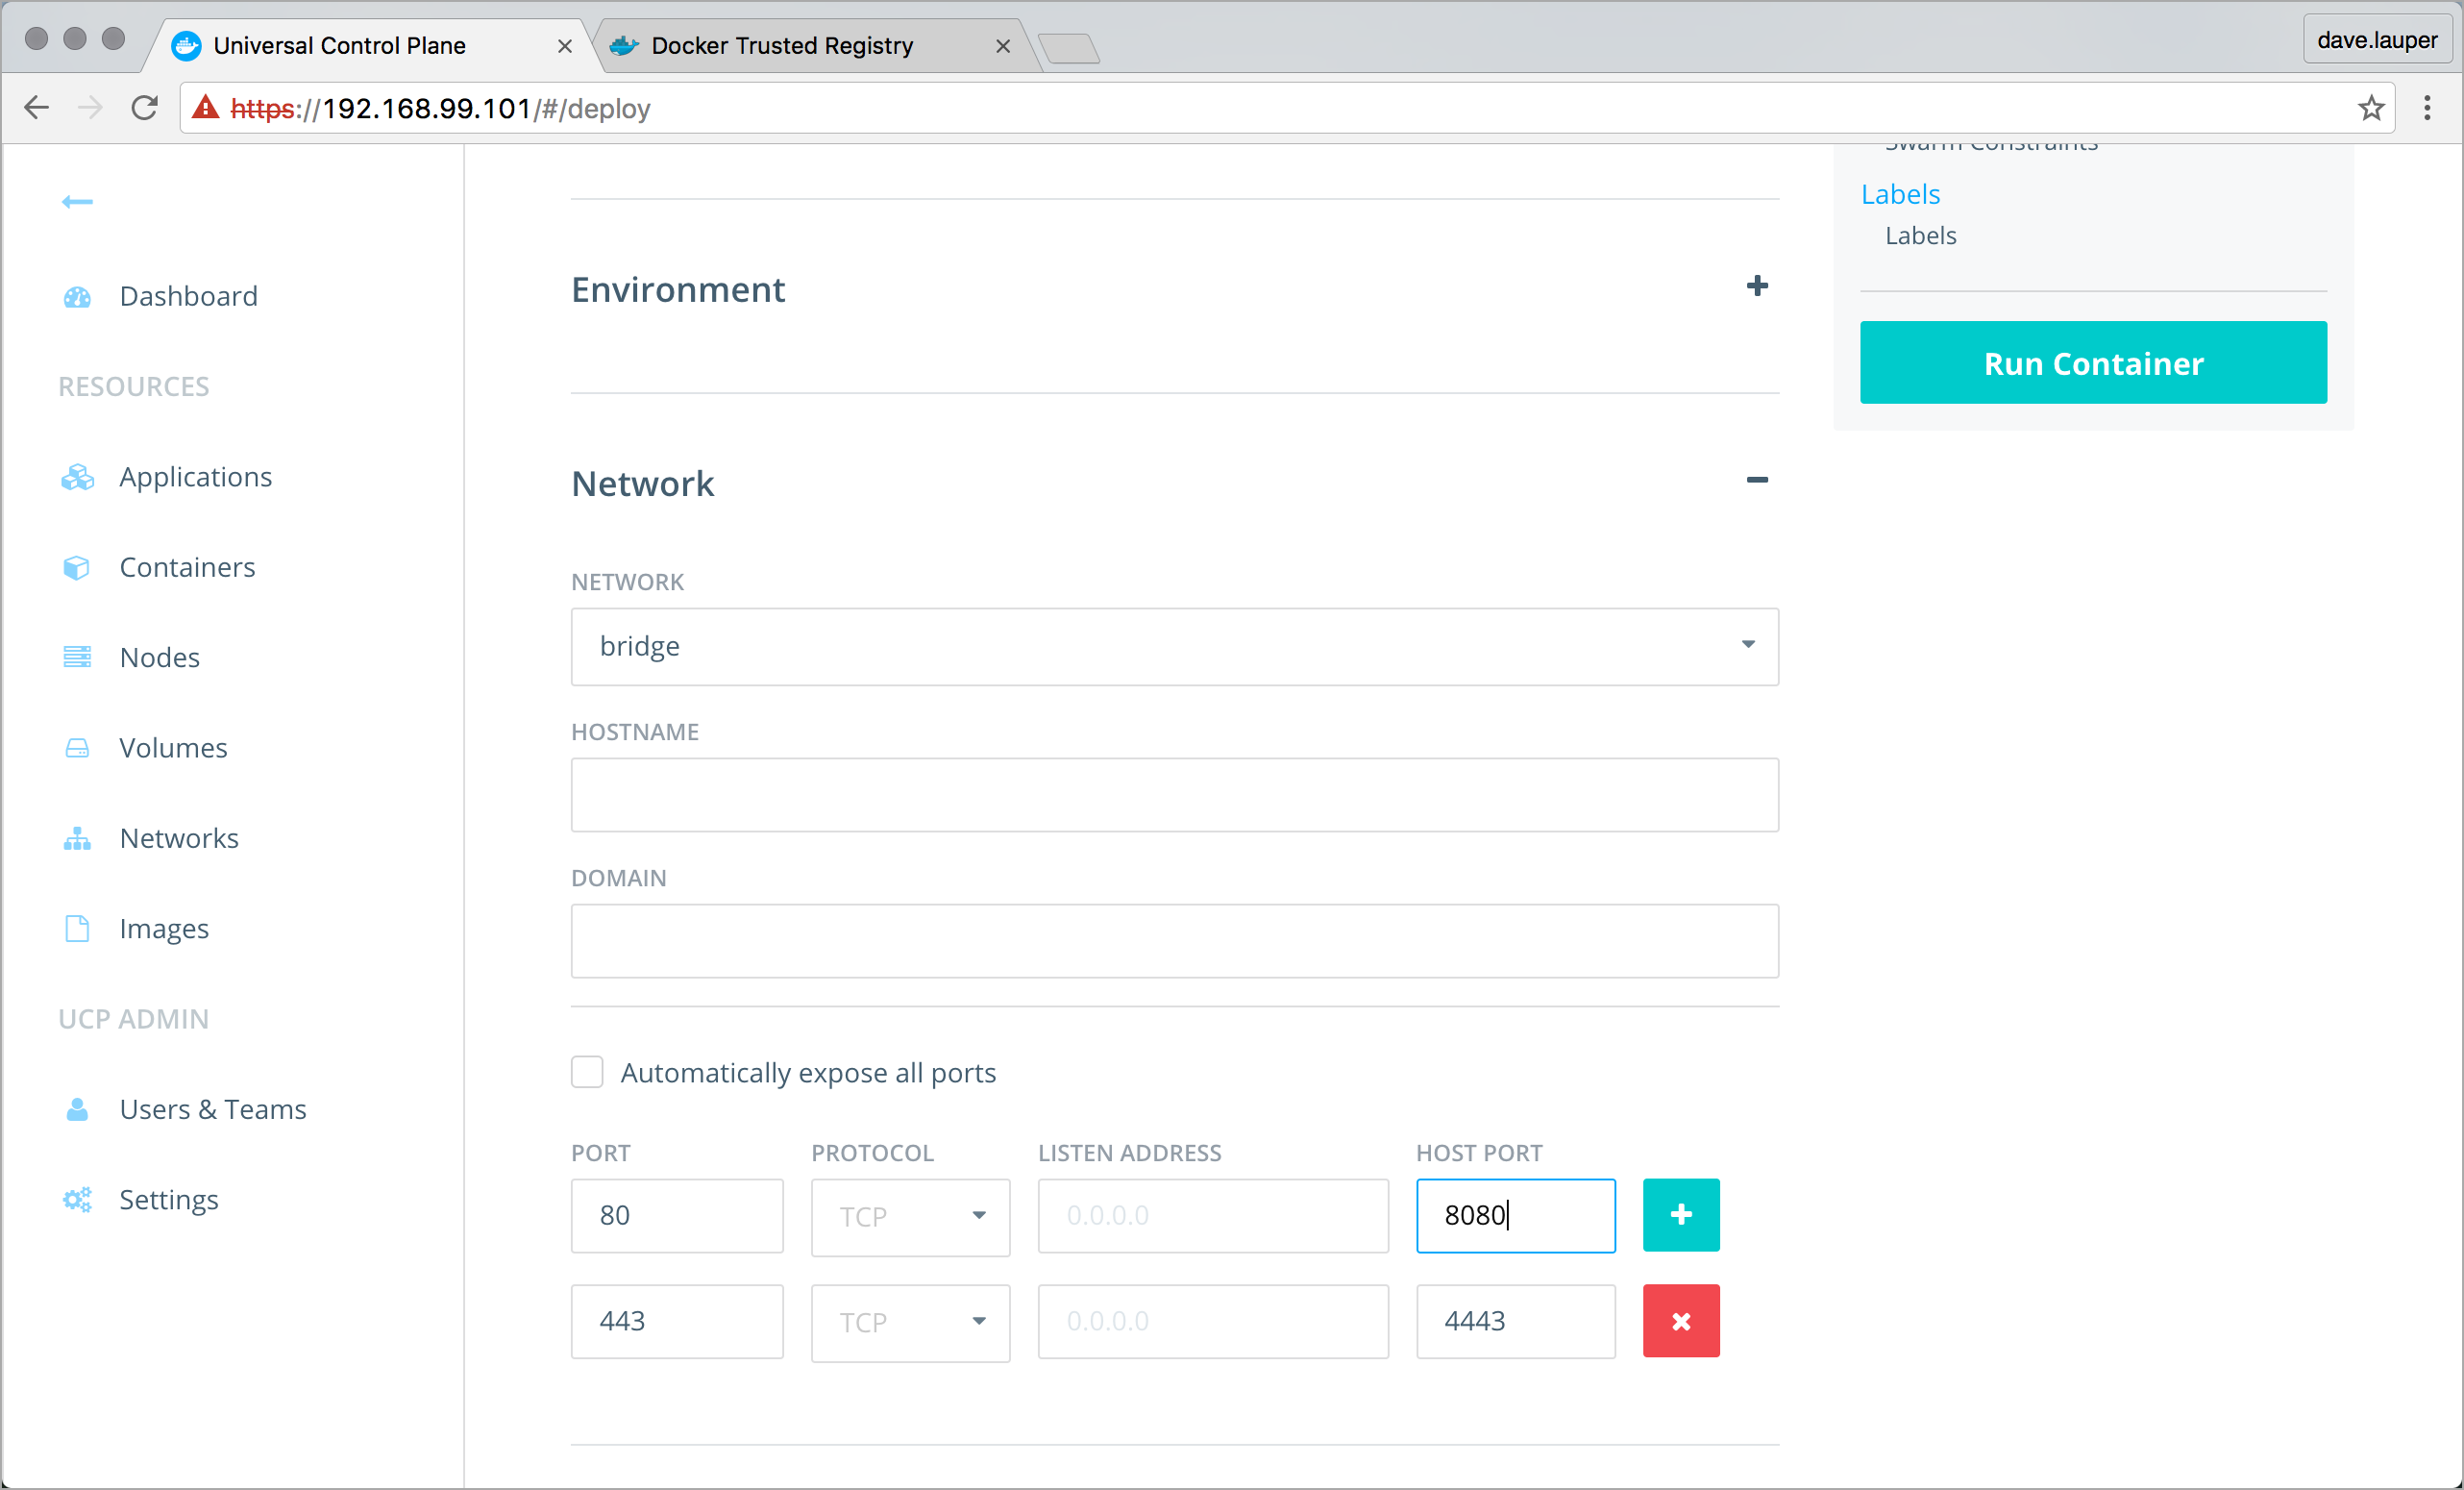 Universal Control Plane
Docker Trusted Registry
dave.lauper
https://192.168.99.101/#/deploy
Dashboard
RESOURCES
Applications
Containers
Nodes
Volumes
Networks
Images
UCP ADMIN
Users & Teams
Settings
Environment
Network
NETWORK
bridge
HOSTNAME
DOMAIN
Automatically expose all ports
PORT PROTOCOL LISTEN ADDRESS HOST PORT
80 TCP 0.0.0.0 8080
443 TCP 0.0.0.0 4443
Swarm Constraints
Labels
Labels
Run Container